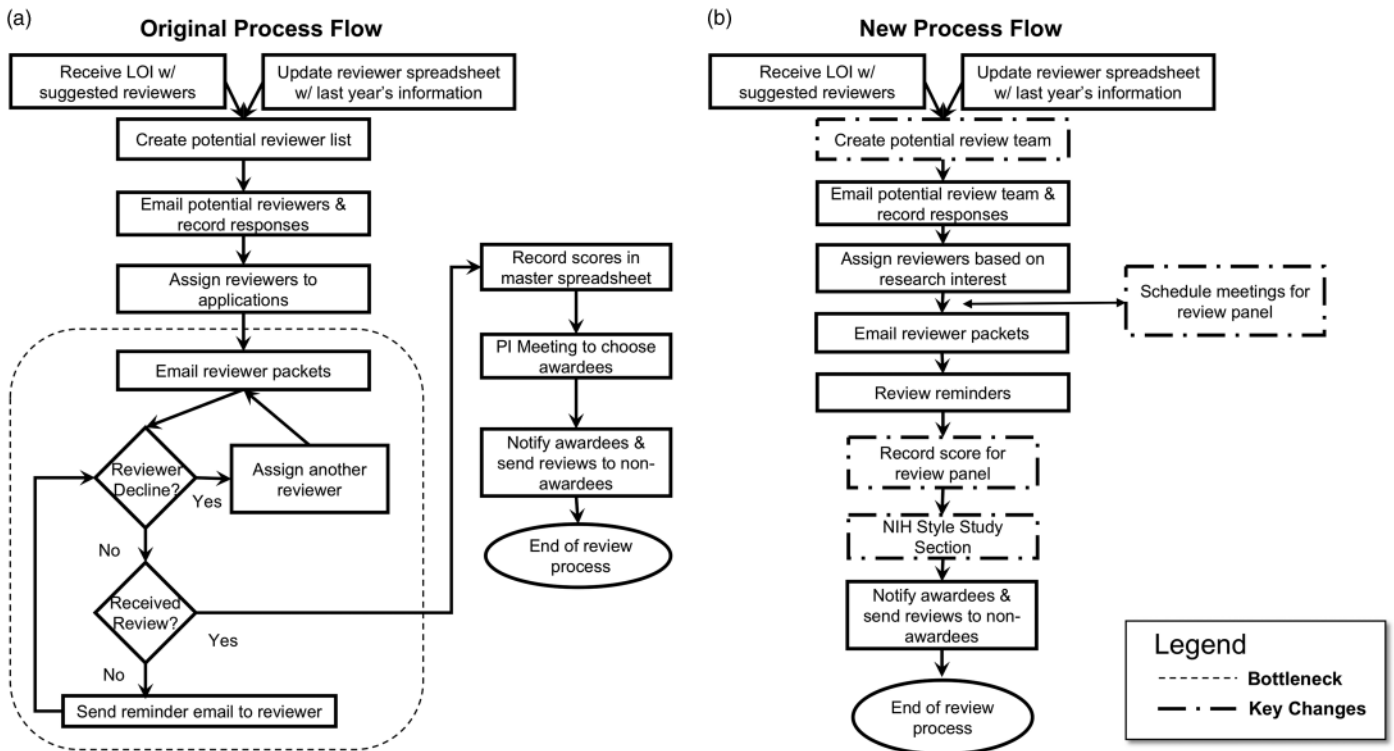 (a)
Original Process Flow
Receive LOI w/
suggested reviewers
Update reviewer spreadsheet
w/ last year's information
Create potential reviewer list
Email potential reviewers &
record responses
Assign reviewers to
applications
Email reviewer packets
Reviewer
Decline?
Yes
Assign another
reviewer
No
Received
Review?
Yes
No
Send reminder email to reviewer
Record scores in
master spreadsheet
PI Meeting to choose
awardees
Notify awardees &
send reviews to non-
awardees
End of review
process
(b)
New Process Flow
Receive LOI w/
suggested reviewers
Update reviewer spreadsheet
w/ last year's information
Create potential review team
Email potential review team &
record responses
Assign reviewers based on
research interest
Schedule meetings for
review panel
Email reviewer packets
Review reminders
Record score for
review panel
NIH Style Study
Section
Notify awardees &
send reviews to non-
awardees
End of review
process
Legend
Bottleneck
Key Changes